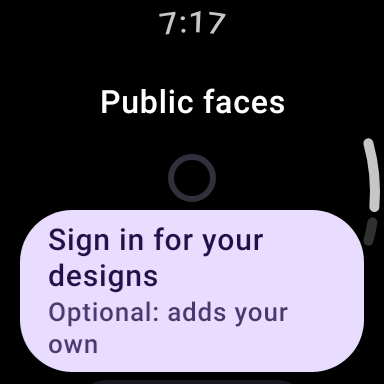 7:17
Public faces
Sign in for your
designs
Optional: adds your
own